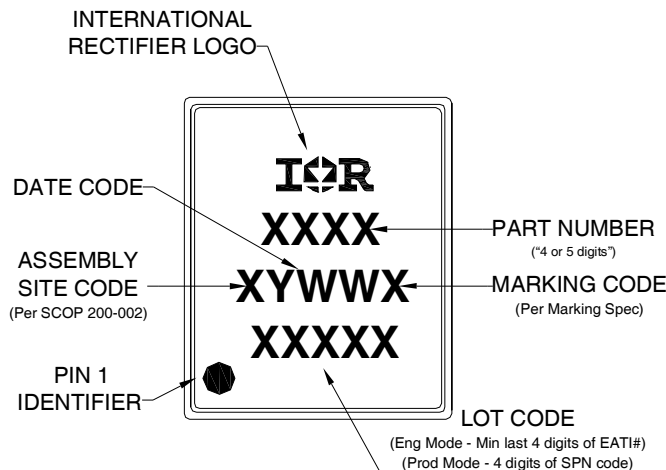 INTERNATIONAL
RECTIFIER LOGO
IOR
DATE CODE
XXXX
PART NUMBER
(“4 or 5 digits”)
ASSEMBLY
SITE CODE
(Per SCOP 200-002)
XYWWX
MARKING CODE
(Per Marking Spec)
XXXXX
PIN 1
IDENTIFIER
LOT CODE
(Eng Mode - Min last 4 digits of EATI#)
(Prod Mode - 4 digits of SPN code)